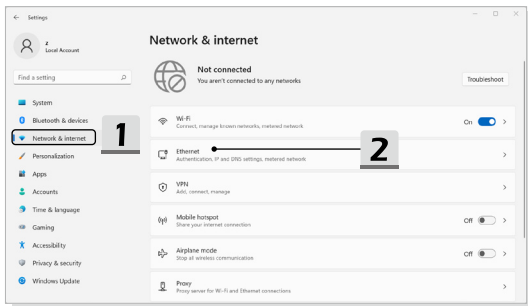 Settings
z
Local Account
Find a setting
System
Bluetooth & devices
Network & internet
Personalization
Apps
Accounts
Time & language
Gaming
Accessibility
Privacy & security
Windows Update
1
Network & internet
Not connected
You aren't connected to any networks
Troubleshoot
Wi-Fi
Connect, manage known networks, metered network
On
Ethernet
Authentication, IP and DNS settings, metered network
2
VPN
Add, connect, manage
Mobile hotspot
Share your internet connection
Off
Airplane mode
Stop all wireless communication
Off
Proxy
Proxy server for Wi-Fi and Ethernet connections